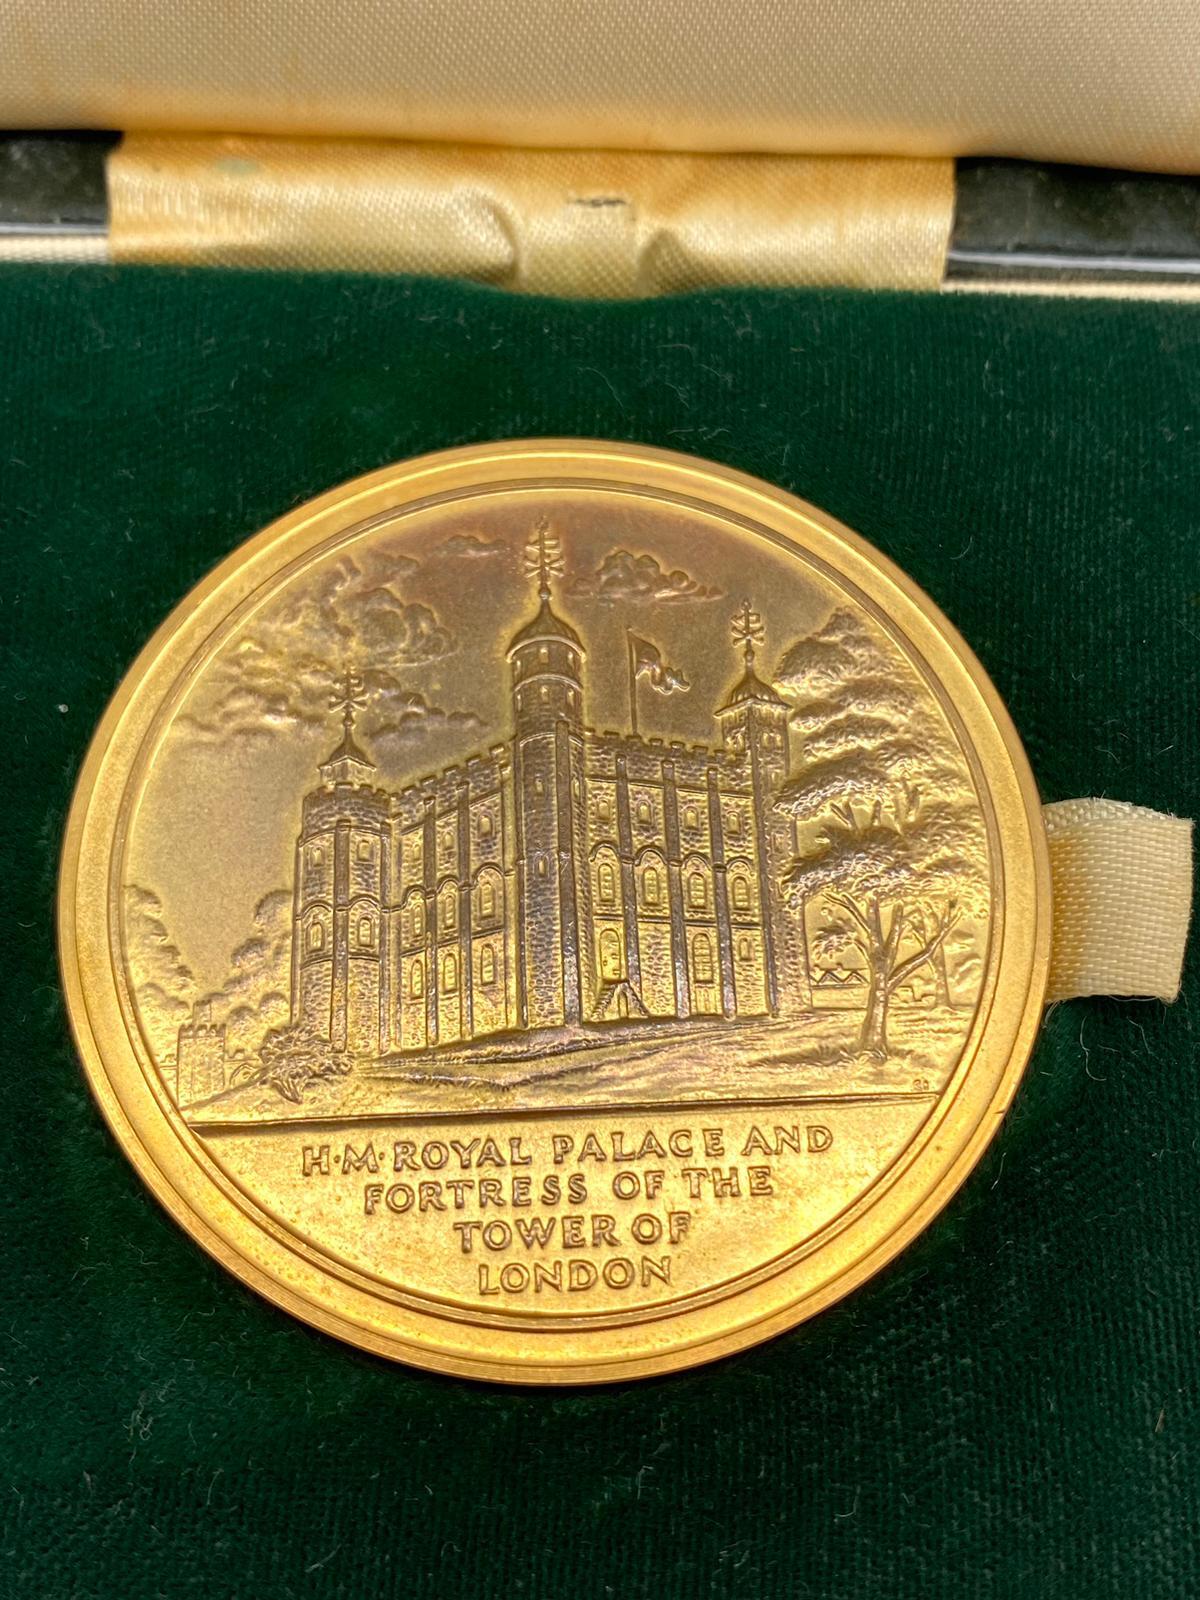 H·M·ROYAL PALACE AND
FORTRESS OF THE
TOWER OF
LONDON